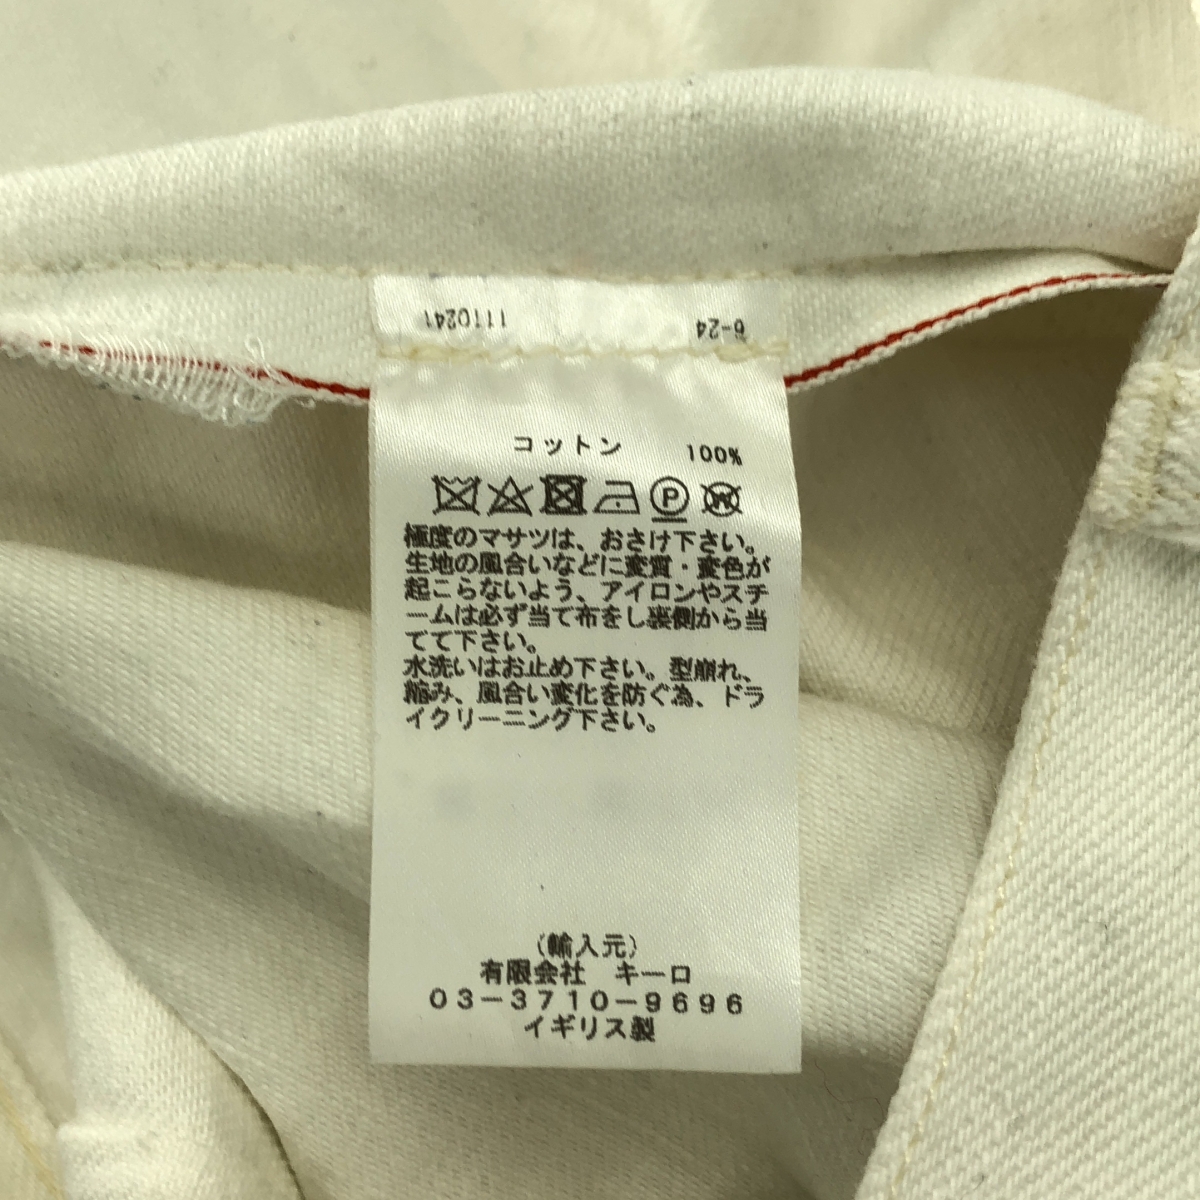 1110241
6-24
コットン 100%
P
W
極度のマサツは、おさけ下さい。
生地の風合いなどに変質・変色が
起こらないよう、アイロンやスチ
ームは必ず当て布をし裏側から当
てて下さい。
水洗いはお止め下さい。型崩れ、
縮み、風合い変化を防ぐ為、ドラ
イクリーニング下さい。
（輸入元）
有限会社　キーロ
０３－３７１０－９６９６
イギリス製